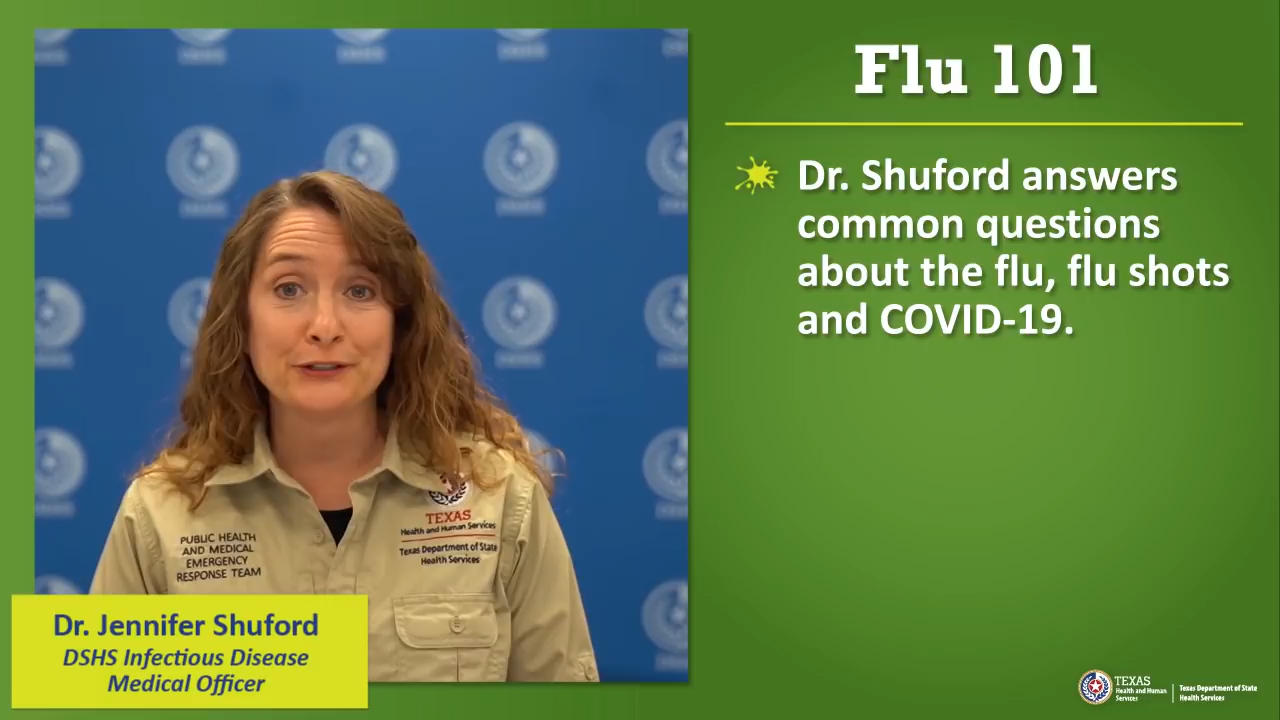 Flu 101
Dr. Shuford answers
common questions
about the flu, flu shots
and COVID-19.
PUBLIC HEALTH
AND MEDICAL
EMERGENCY
RESPONSE TEAM
TEXAS
Health and Human Services
Texas Department of State
Health Services
Dr. Jennifer Shuford
DSHS Infectious Disease
Medical Officer
TEXAS
Health and Human
Services
Texas Department of State
Health Services